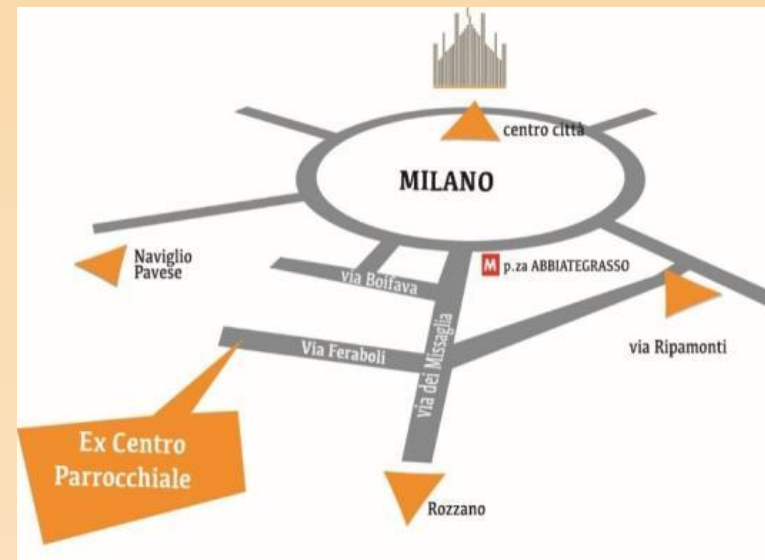 centro città
MILANO
Naviglio
Pavese
M p.za ABBIATEGRASSO
via Boifava
via Ripamonti
Via Feraboli
via dei Missaglia
Ex Centro
Parrocchiale
Rozzano